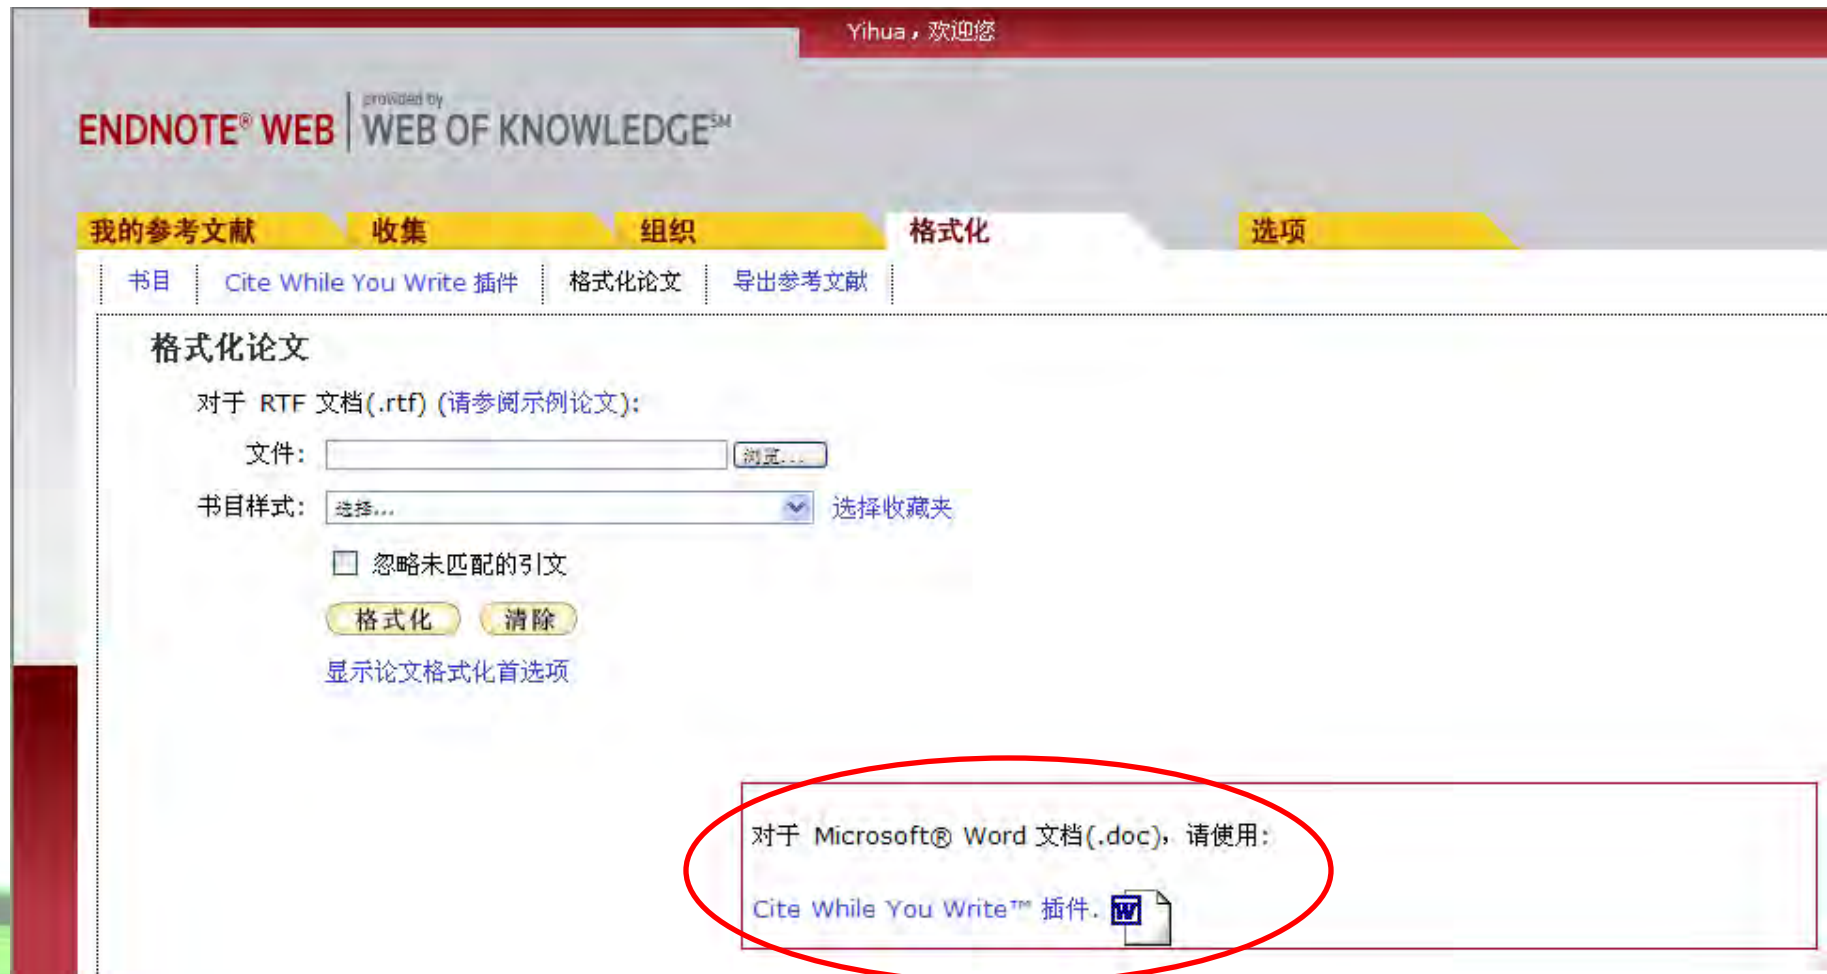 Yihua，欢迎您
provided by
ENDNOTE® WEB WEB OF KNOWLEDGE℠
我的参考文献 收集 组织 格式化 选项
书目 Cite While You Write 插件 格式化论文 导出参考文献
格式化论文
对于 RTF 文档(.rtf) (请参阅示例论文):
文件: 浏览...
书目样式: 选择... 选择收藏夹
忽略未匹配的引文
格式化 清除
显示论文格式化首选项
对于 Microsoft® Word 文档(.doc)，请使用:
Cite While You Write™ 插件. W